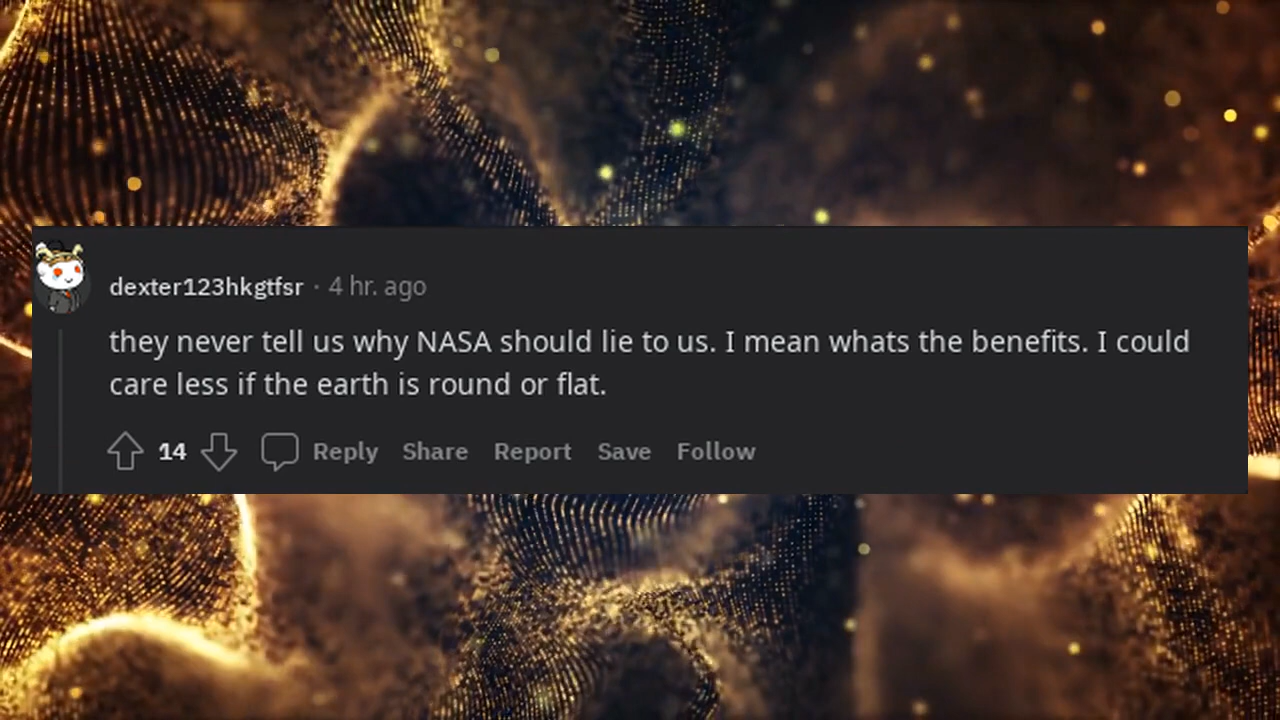 dexter123hkgtfsr · 4 hr. ago
they never tell us why NASA should lie to us. I mean whats the benefits. I could
care less if the earth is round or flat.
14 Reply Share Report Save Follow